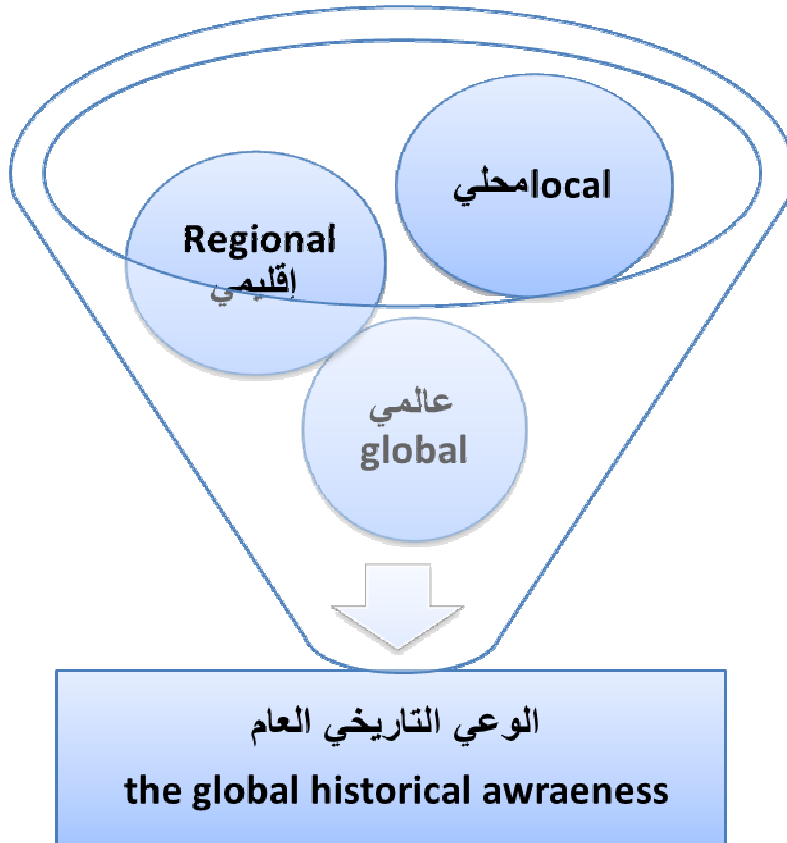 محليlocal
Regional
إقليمي
عالمي
global
الوعي التاريخي العام
the global historical awraeness